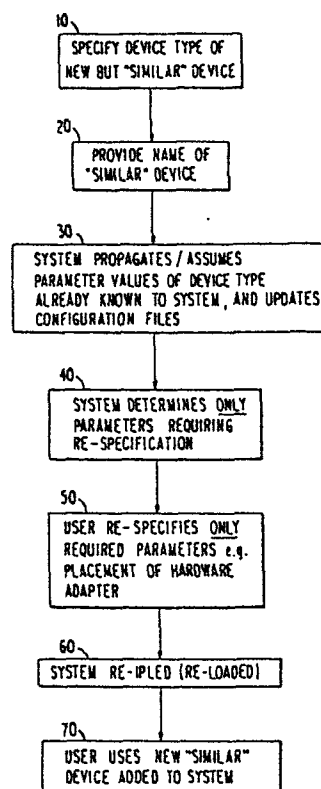 10
SPECIFY DEVICE TYPE OF
NEW BUT "SIMILAR" DEVICE
20
PROVIDE NAME OF
"SIMILAR" DEVICE
30
SYSTEM PROPAGATES/ASSUMES
PARAMETER VALUES OF DEVICE TYPE
ALREADY KNOWN TO SYSTEM, AND UPDATES
CONFIGURATION FILES
40
SYSTEM DETERMINES ONLY
PARAMETERS REQUIRING
RE-SPECIFICATION
50
USER RE-SPECIFIES ONLY
REQUIRED PARAMETERS e.g.
PLACEMENT OF HARDWARE
ADAPTER
60
SYSTEM RE-IPLED (RE-LOADED)
70
USER USES NEW "SIMILAR"
DEVICE ADDED TO SYSTEM